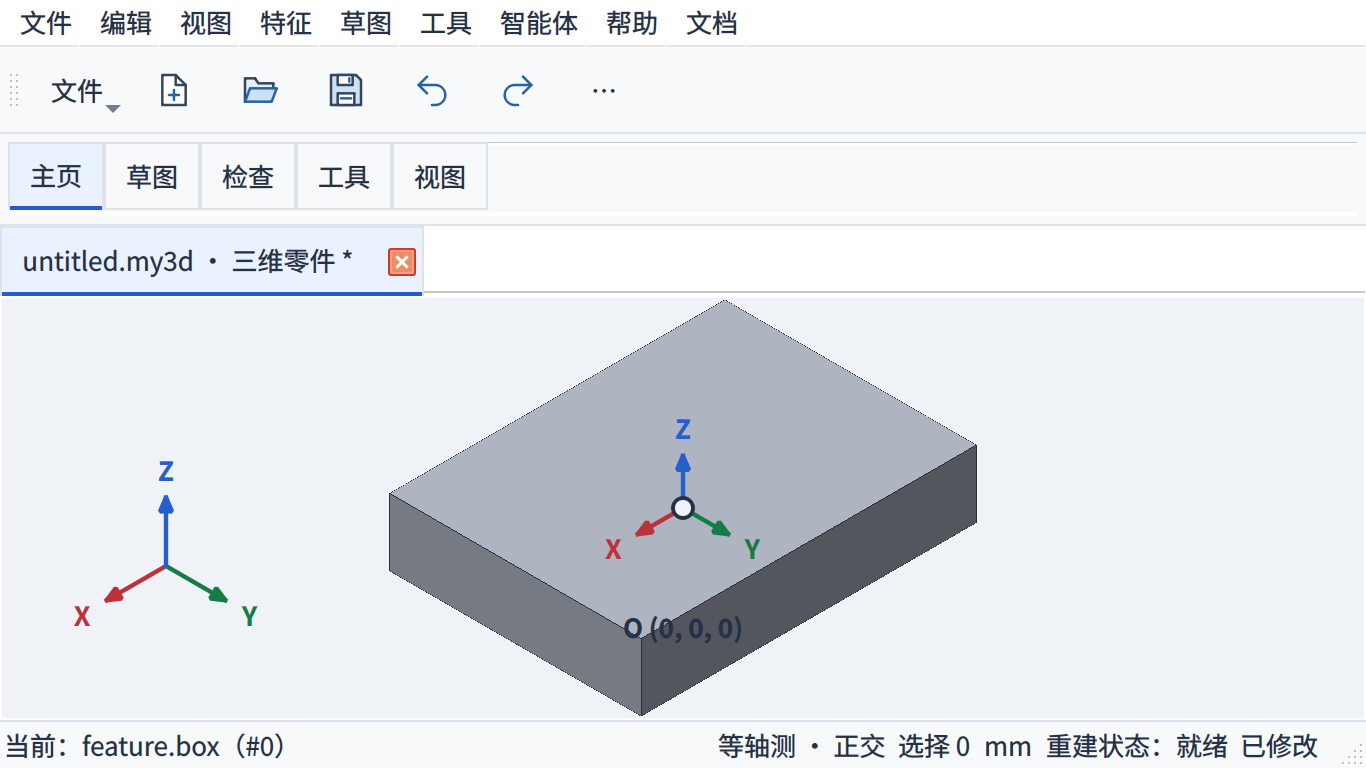 文件 编辑 视图 特征 草图 工具 智能体 帮助 文档
文件 ...
主页 草图 检查 工具 视图
untitled.my3d · 三维零件 *
Z
X
Y
Z
X
Y
O (0, 0, 0)
当前：feature.box（#0） 等轴测 · 正交 选择 0 mm 重建状态：就绪 已修改